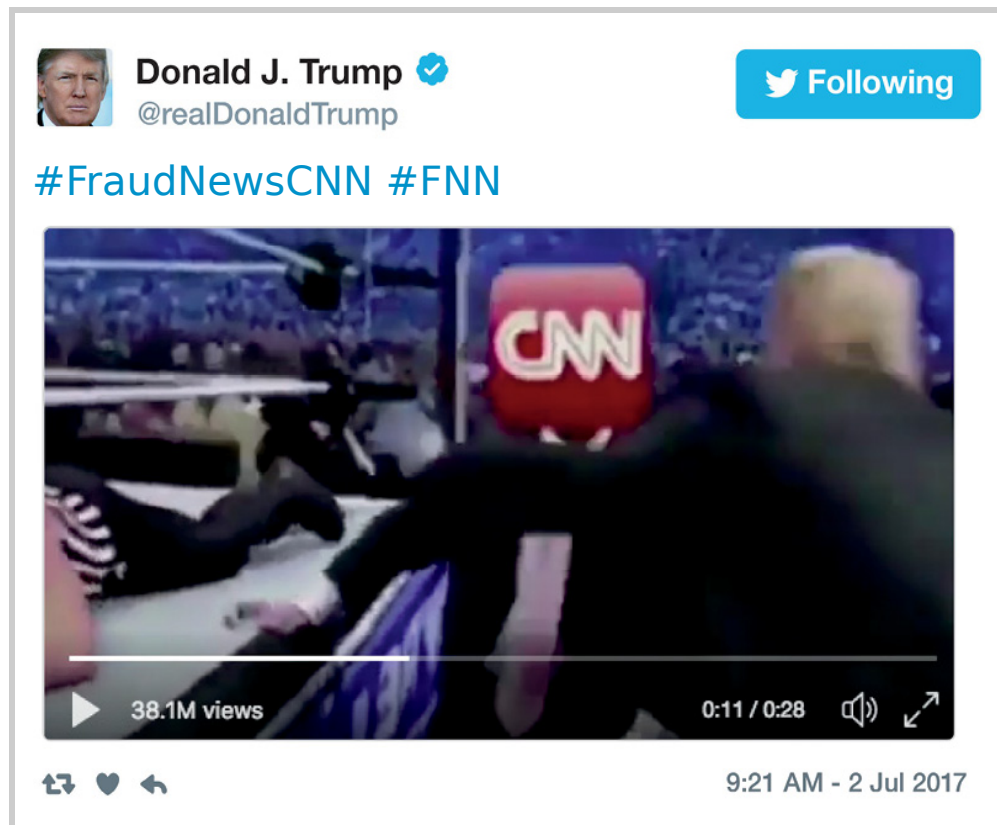 Donald J. Trump
Following
@realDonaldTrump
#FraudNewsCNN #FNN
CNN
38.1M views
0:11 / 0:28
9:21 AM - 2 Jul 2017